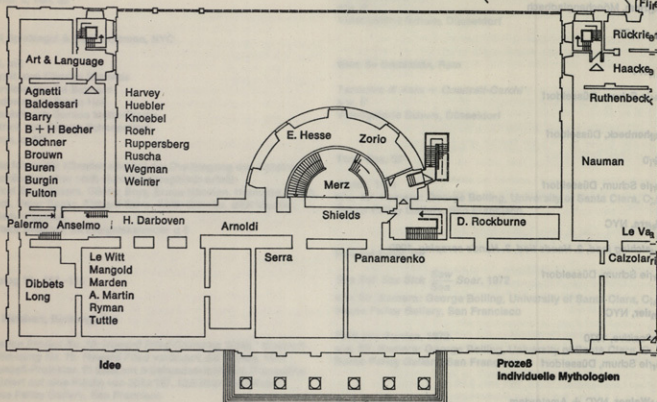 Art & Language
Agnetti
Baldessari
Barry
B + H Becher
Bochner
Brouwn
Buren
Burgin
Fulton
Harvey
Huebler
Knoebel
Roehr
Ruppersberg
Ruscha
Wegman
Weiner
Palermo Anselmo
H. Darboven
Arnoldi
E. Hesse
Zorio
Merz
Shields
D. Rockburne
Rückrie
Haacke
Ruthenbeck
Nauman
Le Va
Calzolar
Dibbets
Long
Le Witt
Mangold
Marden
A. Martin
Ryman
Tuttle
Serra
Panamarenko
Idee
Prozeß
Individuelle Mythologien